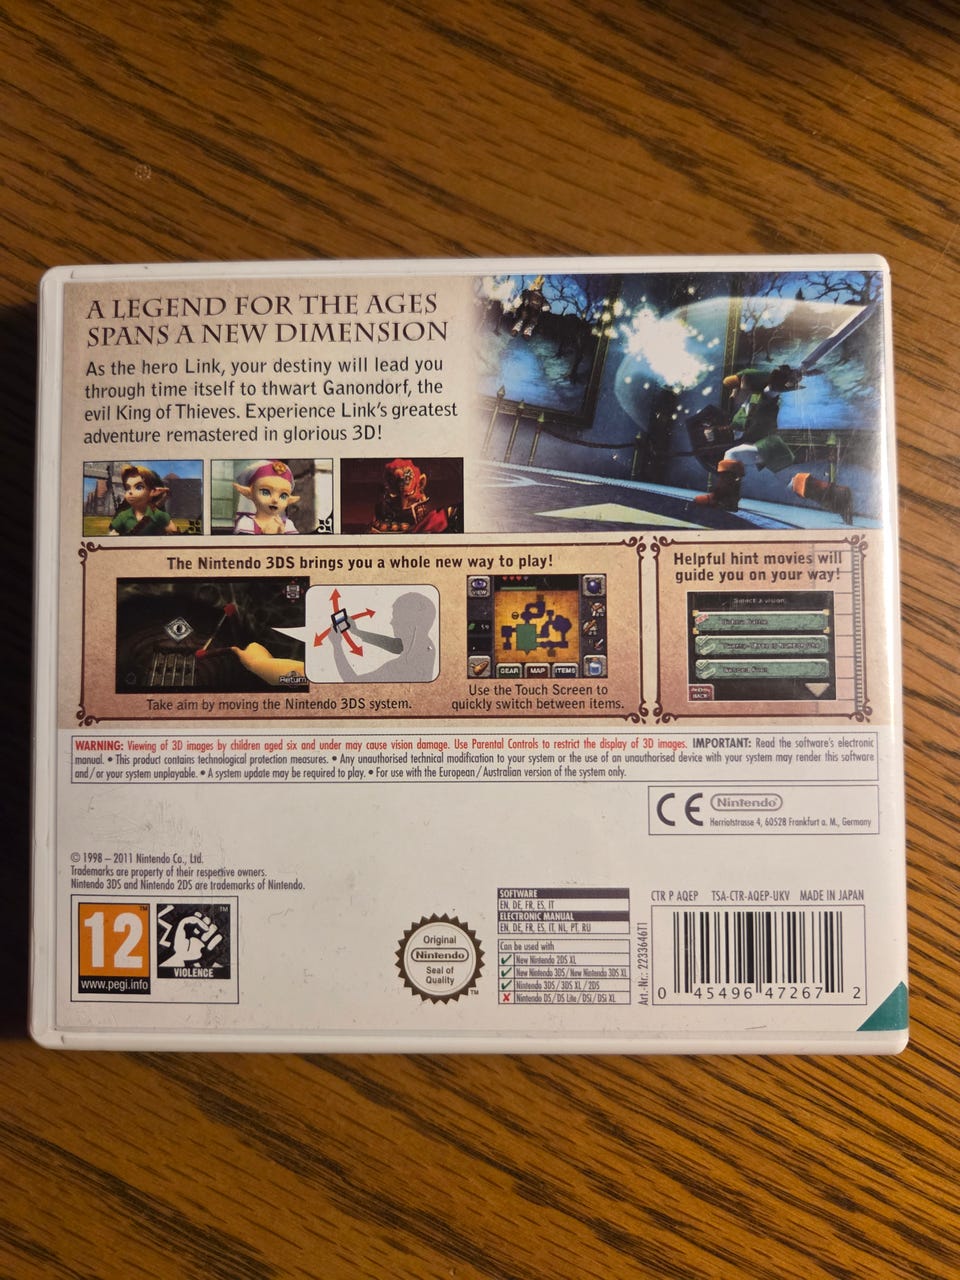 A LEGEND FOR THE AGES
SPANS A NEW DIMENSION
As the hero Link, your destiny will lead you
through time itself to thwart Ganondorf, the
evil King of Thieves. Experience Link's greatest
adventure remastered in glorious 3D!
The Nintendo 3DS brings you a whole new way to play!
Return
Take aim by moving the Nintendo 3DS system.
VIEW
GEAR MAP ITEMS
Use the Touch Screen to
quickly switch between items.
Helpful hint movies will
guide you on your way!
Select a vision.
BACK
WARNING: Viewing of 3D images by children aged six and under may cause vision damage. Use Parental Controls to restrict the display of 3D images. IMPORTANT: Read the software's electronic
manual. • This product contains technological protection measures. • Any unauthorised technical modification to your system or the use of an unauthorised device with your system may render this software
and/or your system unplayable. • A system update may be required to play. • For use with the European/Australian version of the system only.
CE Nintendo
Herriotstrasse 4, 60528 Frankfurt a. M., Germany
© 1998 – 2011 Nintendo Co., Ltd.
Trademarks are property of their respective owners.
Nintendo 3DS and Nintendo 2DS are trademarks of Nintendo.
12 TM
www.pegi.info
TM
VIOLENCE
Original
Nintendo
Seal of
Quality
TM
SOFTWARE
EN, DE, FR, ES, IT
ELECTRONIC MANUAL
EN, DE, FR, ES, IT, NL, PT, RU
Can be used with
New Nintendo 2DS XL
New Nintendo 3DS/New Nintendo 3DS XL
Nintendo 3DS/3DS XL/2DS
Nintendo DS/DS Lite/DSi/DSi XL
Art.-Nr.: 2233646T1
CTR P AQEP TSA-CTR-AQEP-UKV MADE IN JAPAN
0 45496 47267 2